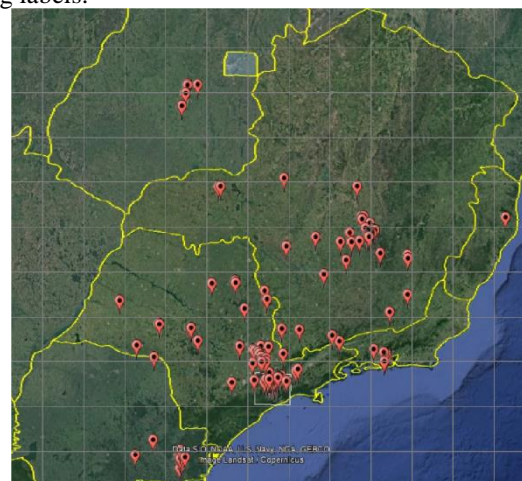 g labels.
Data SIO, NOAA, U.S. Navy, NGA, GEBCO
Image Landsat / Copernicus